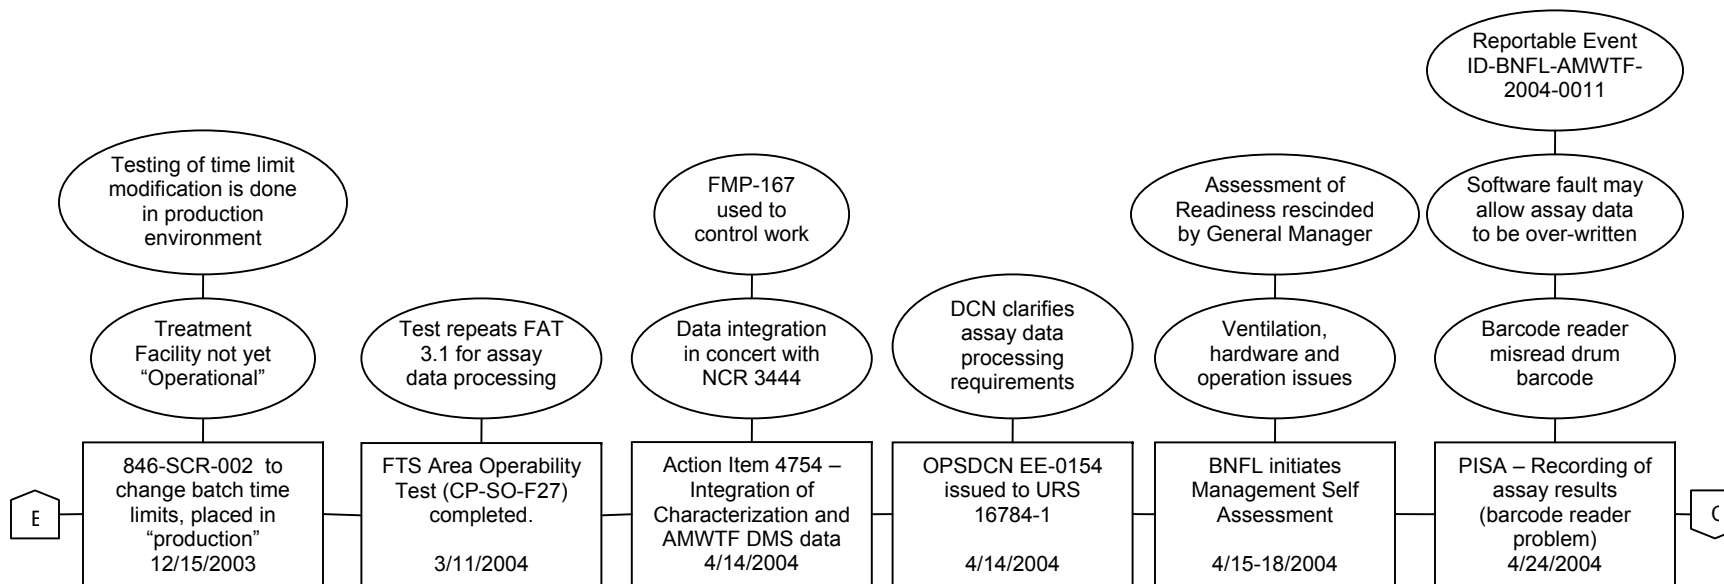 Reportable Event
ID-BNFL-AMWTF-
2004-0011
Testing of time limit
modification is done
in production
environment
FMP-167
used to
control work
Assessment of
Readiness rescinded
by General Manager
Software fault may
allow assay data
to be over-written
Treatment
Facility not yet
“Operational”
Test repeats FAT
3.1 for assay
data processing
Data integration
in concert with
NCR 3444
DCN clarifies
assay data
processing
requirements
Ventilation,
hardware and
operation issues
Barcode reader
misread drum
barcode
E
846-SCR-002 to
change batch time
limits, placed in
“production”
12/15/2003
FTS Area Operability
Test (CP-SO-F27)
completed.
3/11/2004
Action Item 4754 –
Integration of
Characterization and
AMWTF DMS data
4/14/2004
OPSDCN EE-0154
issued to URS
16784-1
4/14/2004
BNFL initiates
Management Self
Assessment
4/15-18/2004
PISA – Recording of
assay results
(barcode reader
problem)
4/24/2004